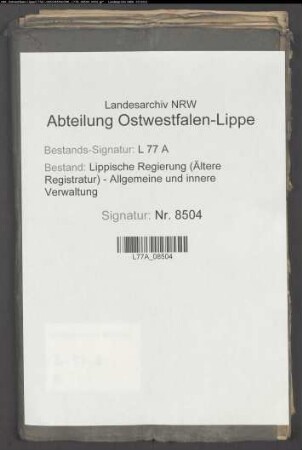 Landesarchiv NRW
Abteilung Ostwestfalen-Lippe
Bestands-Signatur: L 77 A
Bestand: Lippische Regierung (Ältere
Registratur) - Allgemeine und innere
Verwaltung
Signatur: Nr. 8504
L77A_08504